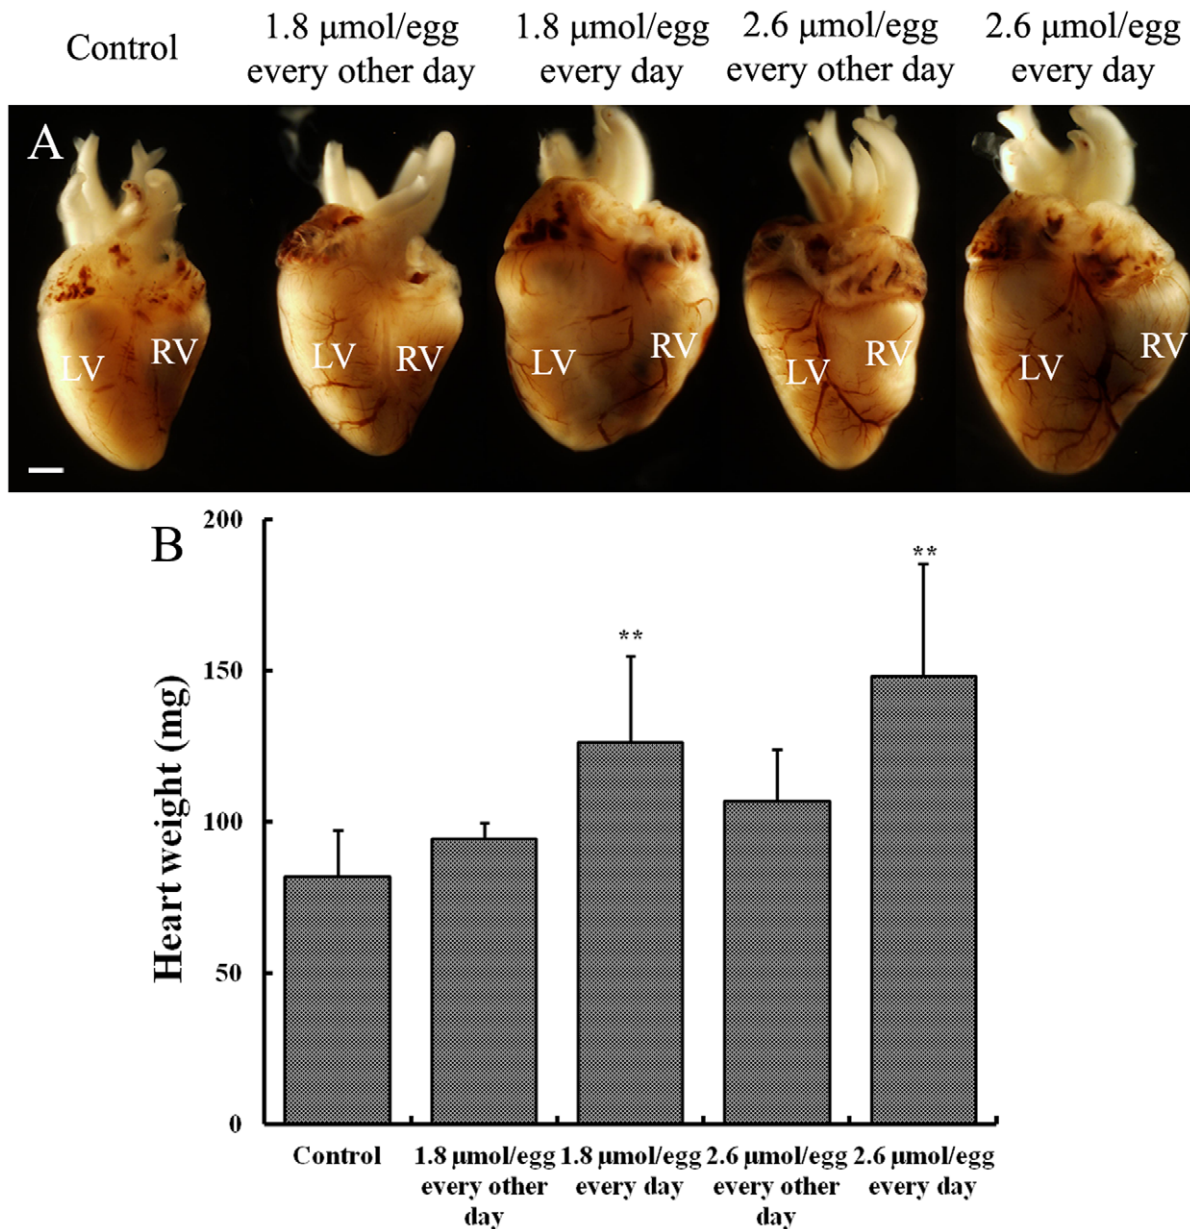 Control
1.8 μmol/egg
every other day
1.8 μmol/egg
every day
2.6 μmol/egg
every other day
2.6 μmol/egg
every day
A
LV
RV
LV
RV
LV
RV
LV
RV
LV
RV
B
Heart weight (mg)
200
150
100
50
0
**
**
Control
1.8 μmol/egg
every other
day
1.8 μmol/egg
every day
2.6 μmol/egg
every other
day
2.6 μmol/egg
every day